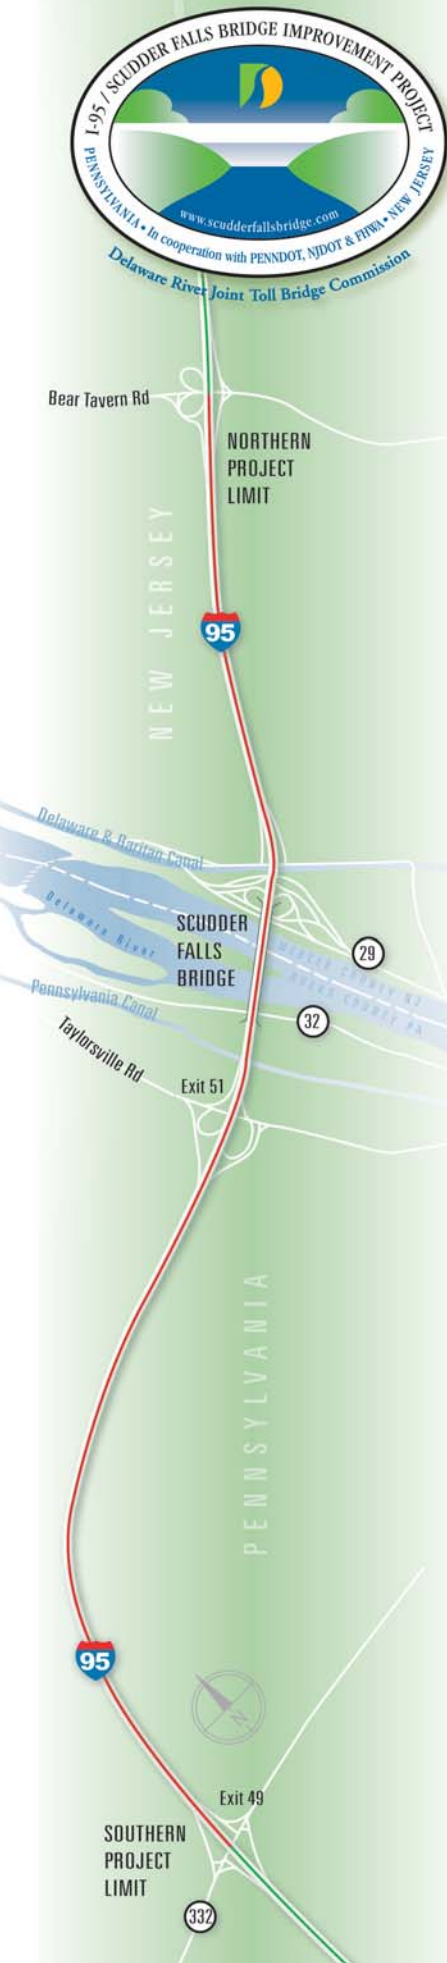 I-95 / SCUDDER FALLS BRIDGE IMPROVEMENT PROJECT
www.scudderfallsbridge.com
PENNSYLVANIA • In cooperation with PENNDOT, NJDOT & FHWA • NEW JERSEY
Delaware River Joint Toll Bridge Commission
Bear Tavern Rd
NORTHERN
PROJECT
LIMIT
NEW JERSEY
95
Delaware & Raritan Canal
Delaware River
SCUDDER
FALLS
BRIDGE
29
MERCER COUNTY NJ
BUCKS COUNTY PA
Pennsylvania Canal
32
Taylorsville Rd
Exit 51
PENNSYLVANIA
95
N
Exit 49
SOUTHERN
PROJECT
LIMIT
332